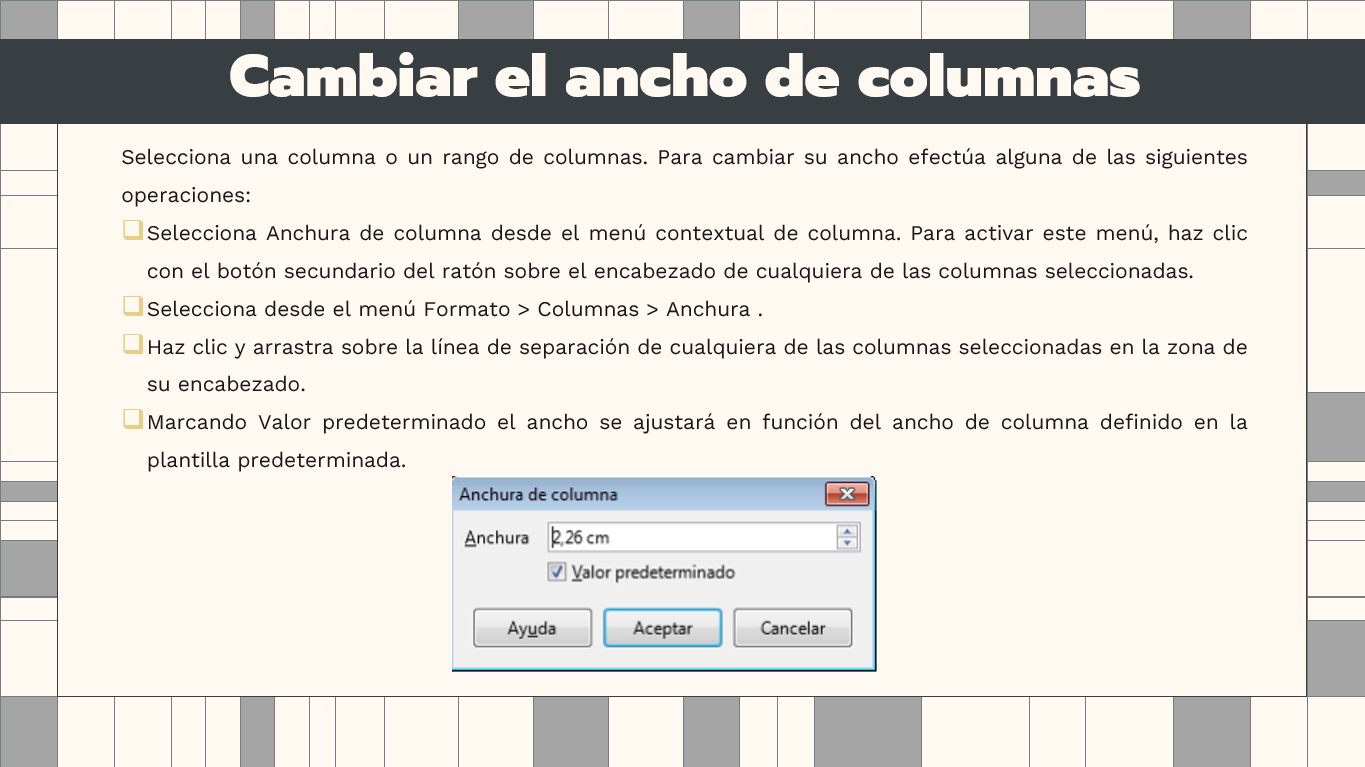 Cambiar el ancho de columnas
Selecciona una columna o un rango de columnas. Para cambiar su ancho efectúa alguna de las siguientes
operaciones:
Selecciona Anchura de columna desde el menú contextual de columna. Para activar este menú, haz clic
con el botón secundario del ratón sobre el encabezado de cualquiera de las columnas seleccionadas.
Selecciona desde el menú Formato > Columnas > Anchura .
Haz clic y arrastra sobre la línea de separación de cualquiera de las columnas seleccionadas en la zona de
su encabezado.
Marcando Valor predeterminado el ancho se ajustará en función del ancho de columna definido en la
plantilla predeterminada.
Anchura de columna
Anchura 2,26 cm
Valor predeterminado
Ayuda Aceptar Cancelar